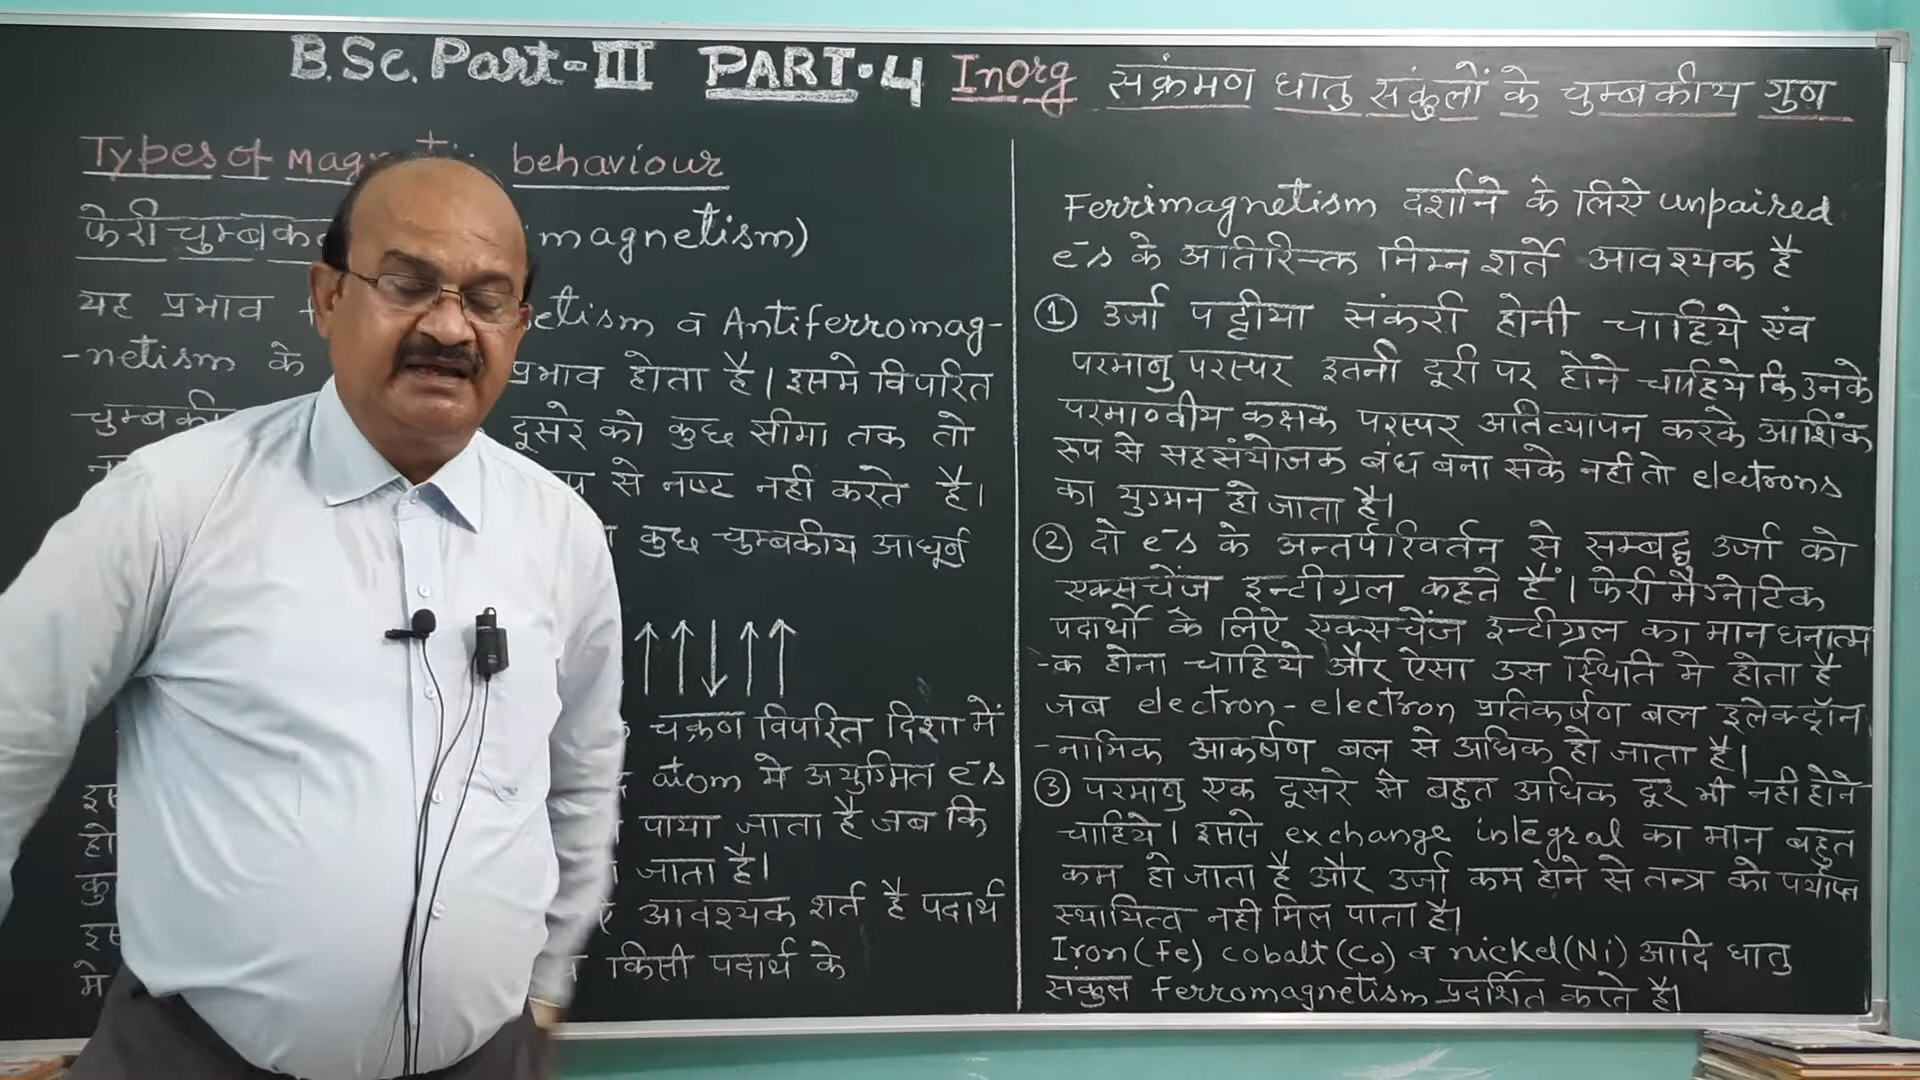 B.Sc. Part-III PART·4 Inorg संक्रमण धातु संकुलों के चुम्बकीय गुण
Types of behaviour
फेरी चुम्बक magnetism)
यह प्रभाव etism व Antiferromag-
-netism के प्रभाव होता है। इसमे विपरित
चुम्बकी दूसरे को कुछ सीमा तक तो
से नष्ट नही करते है।
कुछ चुम्बकीय आधूर्ण
चक्रण विपरित दिशा में
इस atom मे अयुग्मित e⁻s
हो पाया जाता है जब कि
कु जाता है।
इस आवश्यक शर्त है पदार्थ
मे किसी पदार्थ के
Ferrimagnetism दर्शाने के लिऐ unpaired
e⁻s के अतिरिक्त निम्न शर्ते आवश्यक है
① उर्जा पट्टीया संकरी होनी चाहिये एंव
परमाणु परस्पर इतनी दूरी पर होने चाहिये कि उनके
परमाण्वीय कक्षक परस्पर अतिव्यापन करके आशिंक
रूप से सहसंयोजक बंध बना सके नही तो electrons
का युग्मन हो जाता है।
② दो e⁻s के अन्तर्परिवर्तन से सम्बद्ध उर्जा को
एक्सचेंज इन्टीग्रल कहते हैं। फेरी मैग्नेटिक
पदार्थो के लिऐ एक्सचेंज इन्टीग्रल का मान धनात्म
-क होना चाहिये और ऐसा उस स्थिति मे होता है
जब electron-electron प्रतिकर्षण बल इलेक्ट्रॉन
-नाभिक आकर्षण बल से अधिक हो जाता है।
③ परमाणु एक दूसरे से बहुत अधिक दूर भी नही होने
चाहिये। इससे exchange integral का मान बहुत
कम हो जाता है और उर्जा कम होने से तन्त्र को पर्याप्त
स्थायित्व नही मिल पाता है।
Iron(Fe) cobalt(Co) व nickel(Ni) आदि धातु
संकुल ferromagnetism प्रदर्शित करते है।